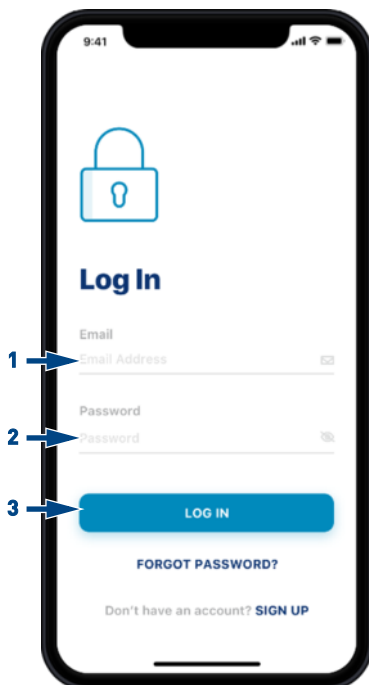 9:41
Log In
Email
1 Email Address
Password
2 Password
3 LOG IN
FORGOT PASSWORD?
Don't have an account? SIGN UP